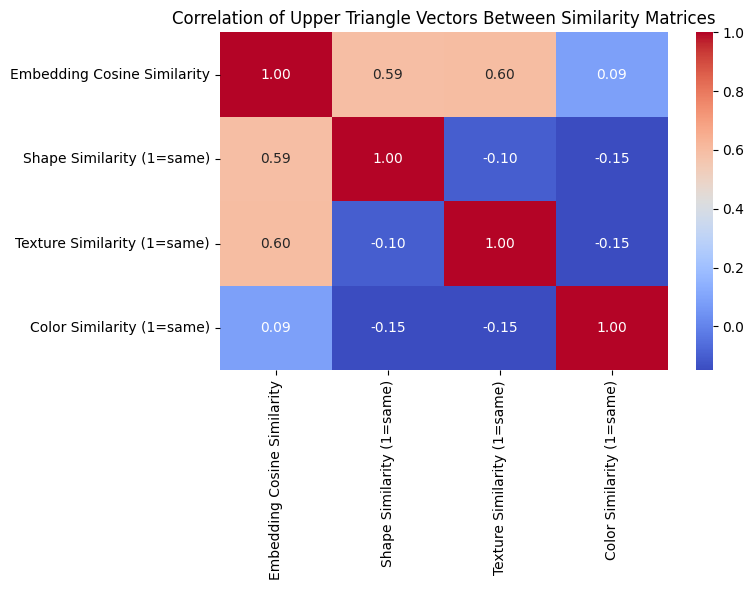 Correlation of Upper Triangle Vectors Between Similarity Matrices
Embedding Cosine Similarity
1.00 0.59 0.60 0.09
Shape Similarity (1=same)
0.59 1.00 -0.10 -0.15
Texture Similarity (1=same)
0.60 -0.10 1.00 -0.15
Color Similarity (1=same)
0.09 -0.15 -0.15 1.00
Embedding Cosine Similarity
Shape Similarity (1=same)
Texture Similarity (1=same)
Color Similarity (1=same)
1.0
0.8
0.6
0.4
0.2
0.0